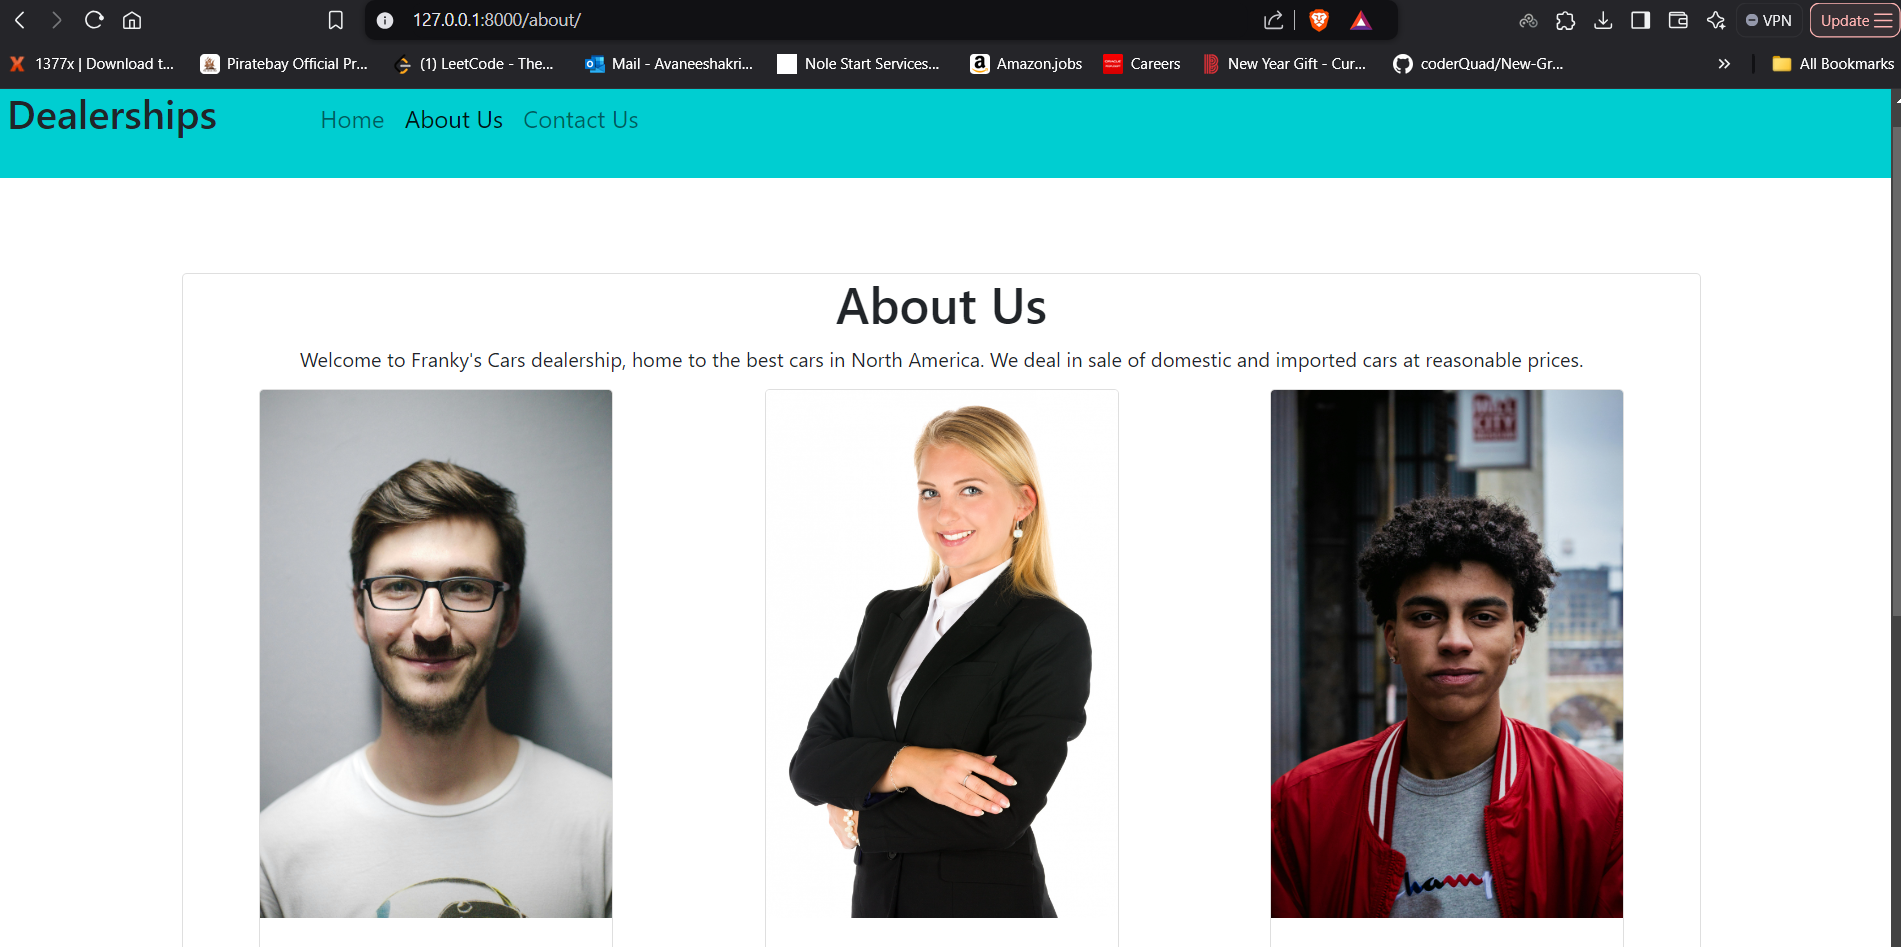 127.0.0.1:8000/about/
VPN
Update
1377x | Download t...
Piratebay Official Pr...
(1) LeetCode - The...
Mail - Avaneeshakri...
Nole Start Services...
Amazon.jobs
Careers
New Year Gift - Cur...
coderQuad/New-Gr...
All Bookmarks
Dealerships
Home
About Us
Contact Us
About Us
Welcome to Franky's Cars dealership, home to the best cars in North America. We deal in sale of domestic and imported cars at reasonable prices.
MILL
CITY